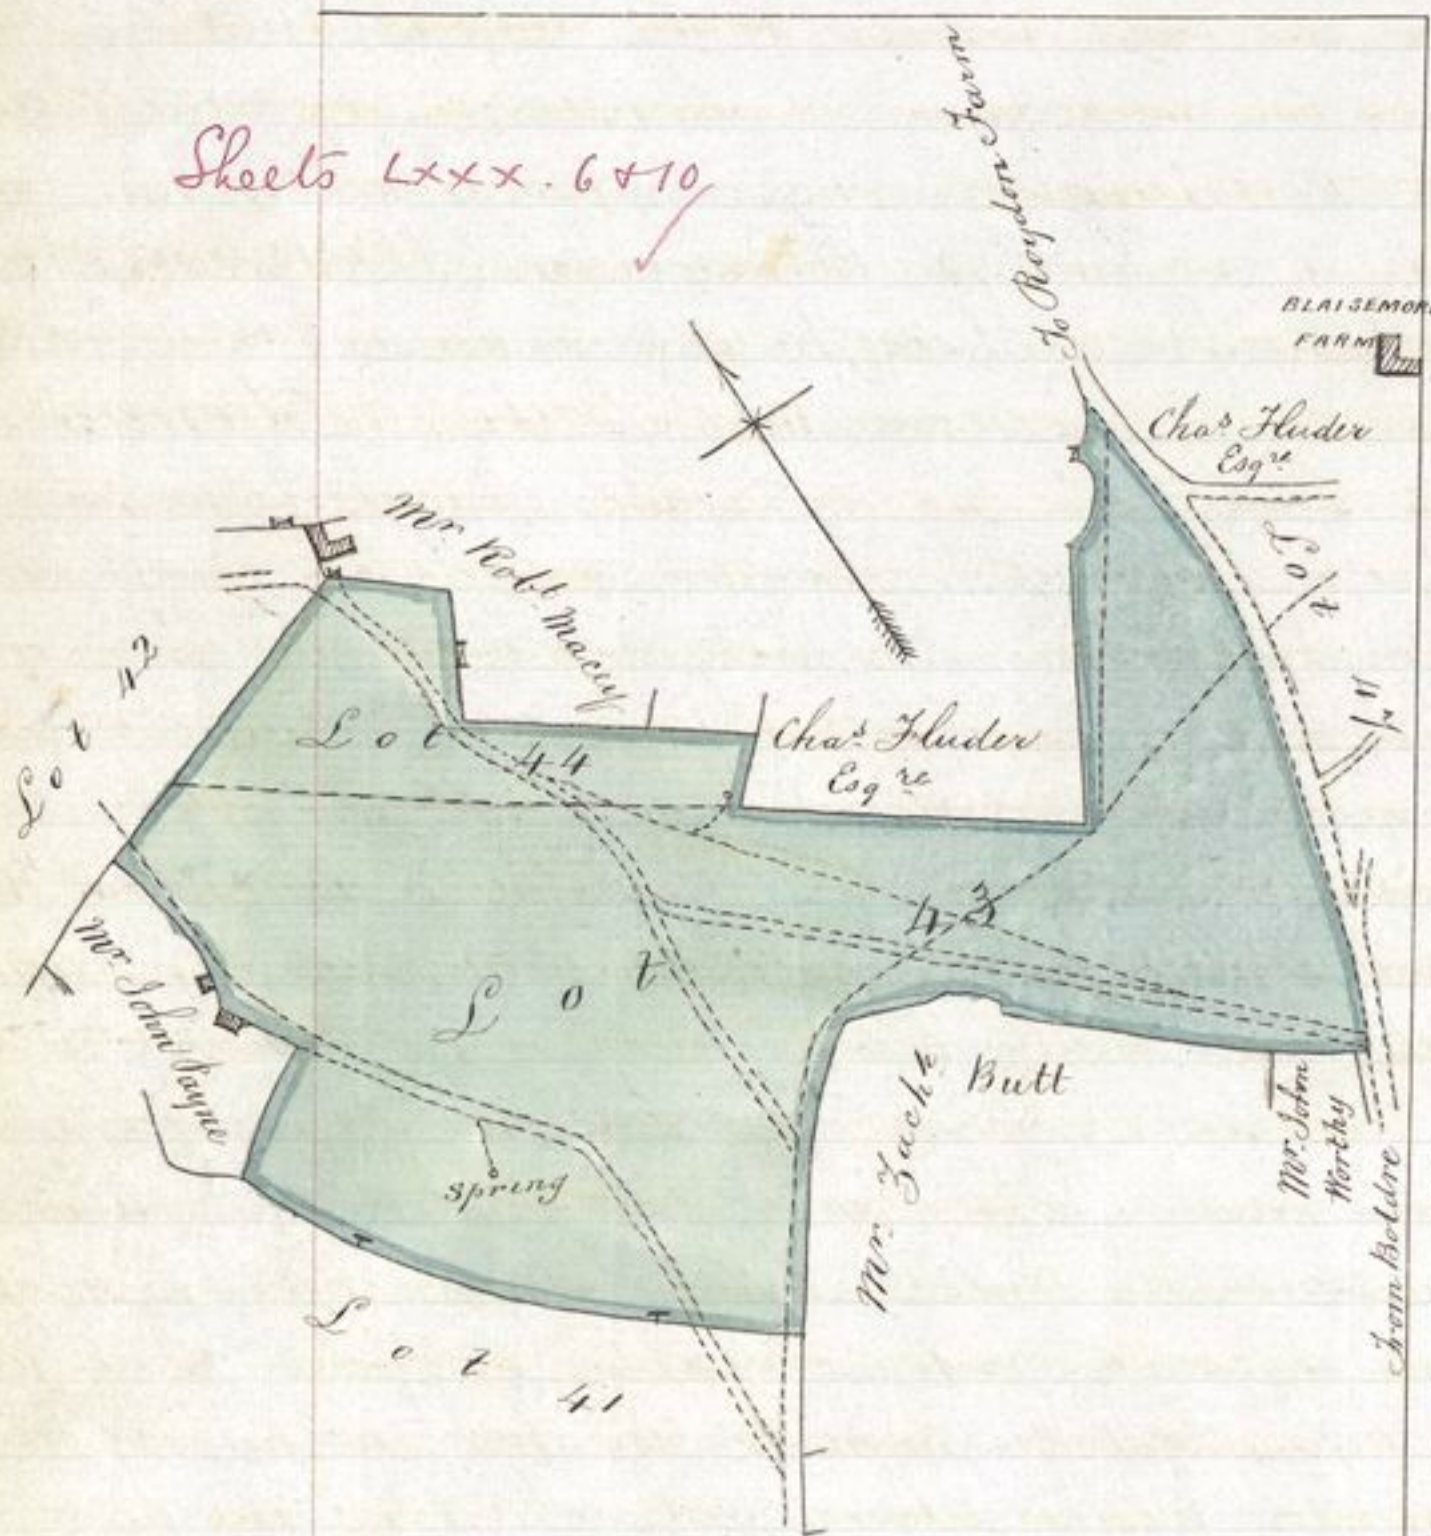 Sheets LXXX. 6 & 10
To Roydon Farm
BLAISEMORE
FARM
Chas Fluder
Esqre
Lot
Mr. Robt. Macey
Lot 42
Lot 44
Chas Fluder
Esqre
Lot 43
Mr. John Payne
Spring
Mr. Zachh Butt
Mr. John
Worthy
From Boldre
Lot 41